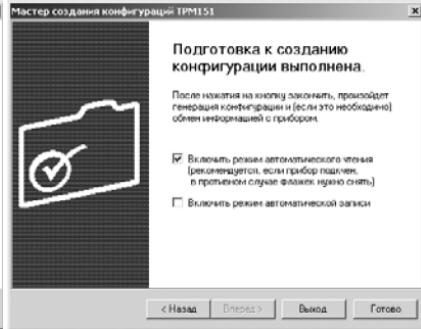 Мастер создания конфигураций ТРМ151
Подготовка к созданию
конфигурации выполнена.
После нажатия на кнопку закончить, произойдет
генерация конфигурации и (если это необходимо)
обмен информацией с прибором.
Включить режим автоматического чтения
(рекомендуется, если прибор подключен,
в противном случае флажек нужно снять)
Включить режим автоматической записи
< Назад
Вперед >
Выход
Готово